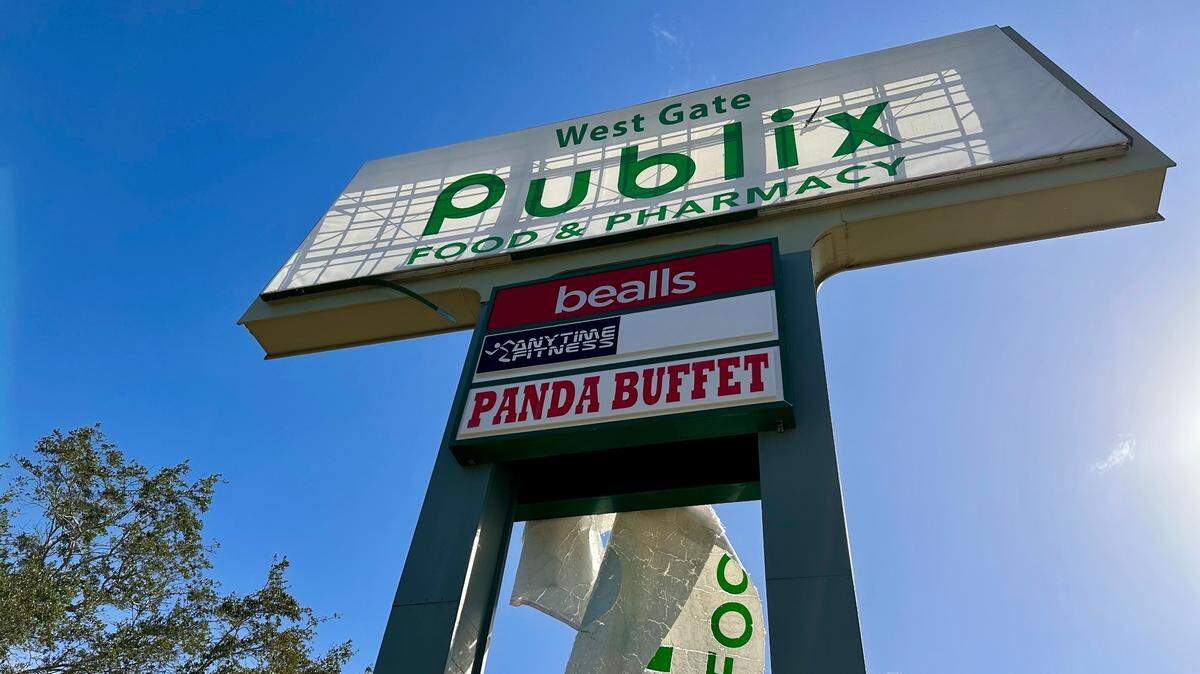 West Gate
Publix
FOOD & PHARMACY
bealls
ANYTIME
FITNESS
PANDA BUFFET
FOO